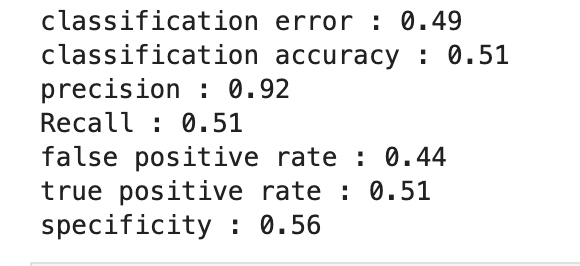 classification error : 0.49
classification accuracy : 0.51
precision : 0.92
Recall : 0.51
false positive rate : 0.44
true positive rate : 0.51
specificity : 0.56